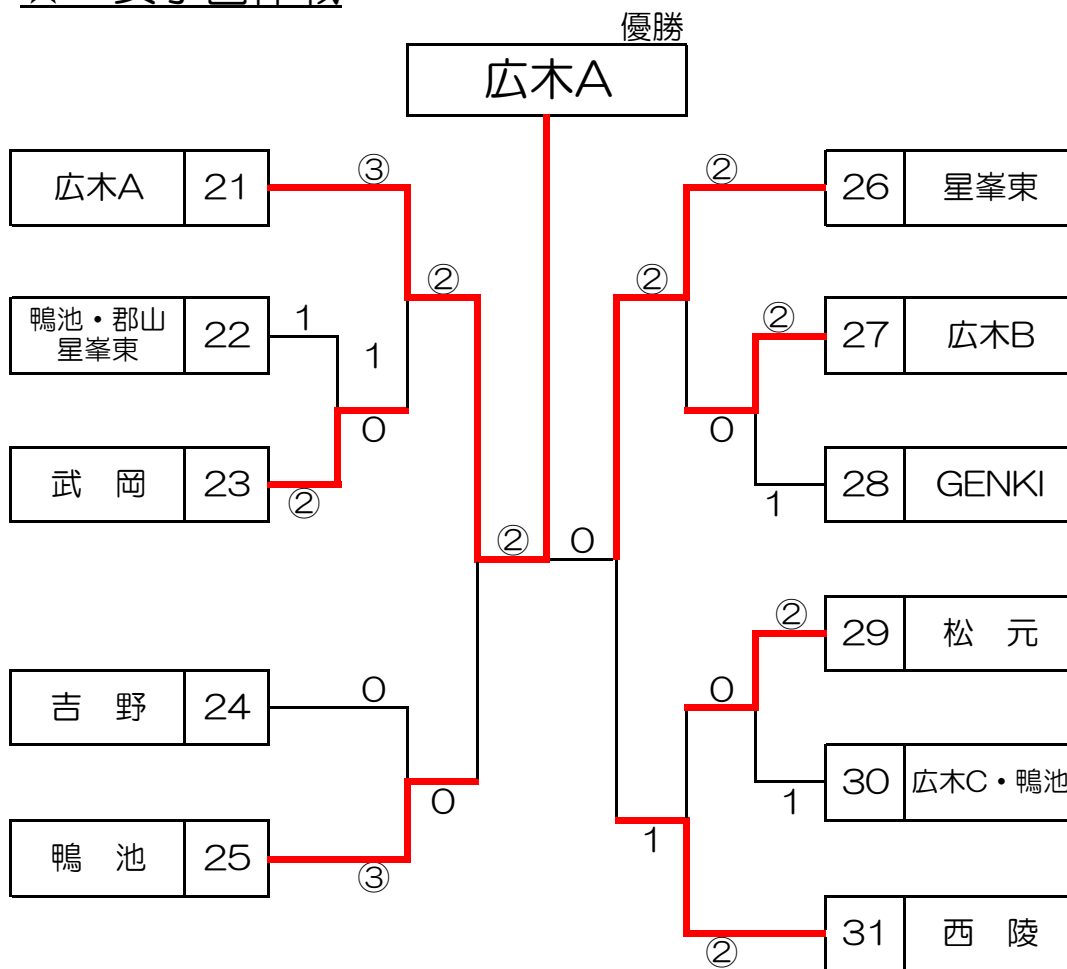 優勝
広木A
広木A 21
③
②
26 星峯東
②
②
鴨池・郡山
星峯東
22
1
1
②
27 広木B
0
0
武 岡 23
②
28 GENKI
1
②
0
②
29 松 元
吉 野 24
0
0
30 広木C・鴨池
1
0
1
鴨 池 25
③
31 西 陵
②